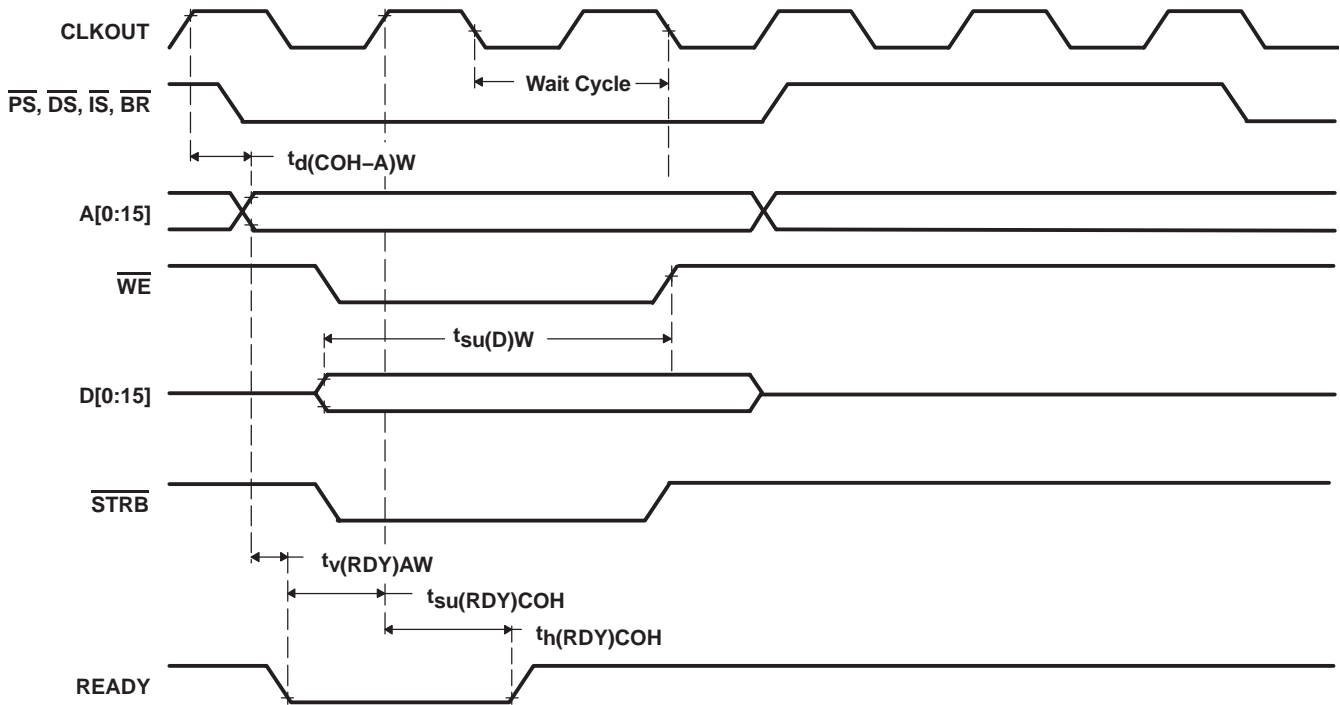 CLKOUT
Wait Cycle
PS, DS, IS, BR
td(COH–A)W
A[0:15]
WE
tsu(D)W
D[0:15]
STRB
tv(RDY)AW
tsu(RDY)COH
th(RDY)COH
READY